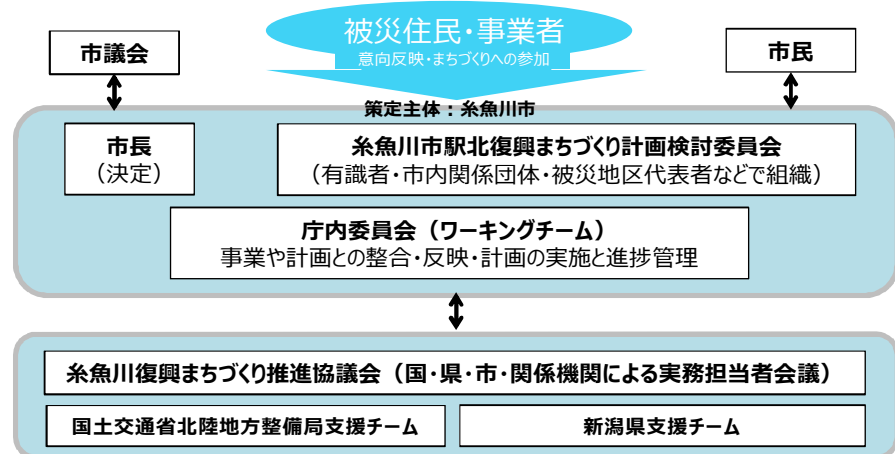 被災住民・事業者
意向反映・まちづくりへの参加
市議会
市民
策定主体：糸魚川市
市長
（決定）
糸魚川市駅北復興まちづくり計画検討委員会
（有識者・市内関係団体・被災地区代表者などで組織）
庁内委員会（ワーキングチーム）
事業や計画との整合・反映・計画の実施と進捗管理
糸魚川復興まちづくり推進協議会（国・県・市・関係機関による実務担当者会議）
国土交通省北陸地方整備局支援チーム
新潟県支援チーム